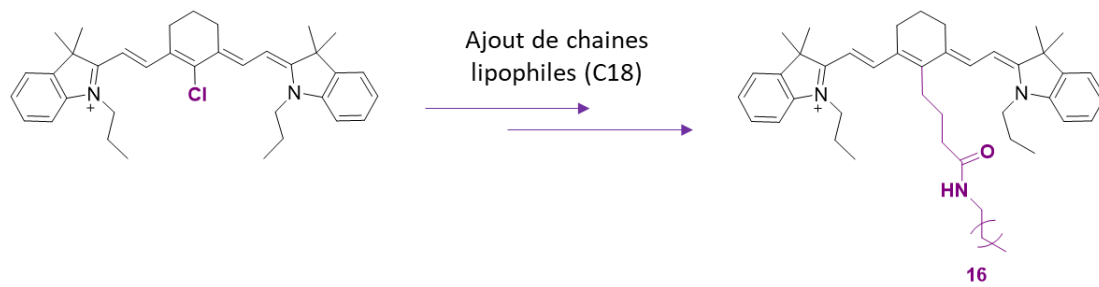 Ajout de chaines
lipophiles (C18)
Cl
N
+
N
N
+
N
O
HN
16